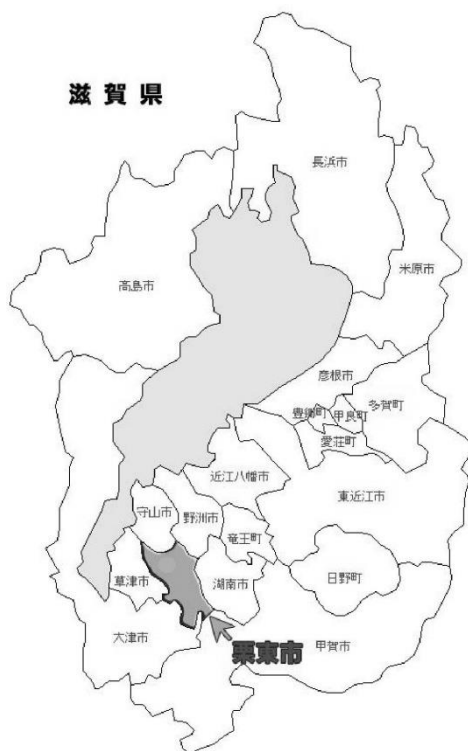 滋賀県
長浜市
米原市
高島市
彦根市
多賀町
豊郷町
甲良町
愛荘町
近江八幡市
東近江市
守山市
野洲市
竜王町
草津市
湖南市
日野町
大津市
栗東市
甲賀市